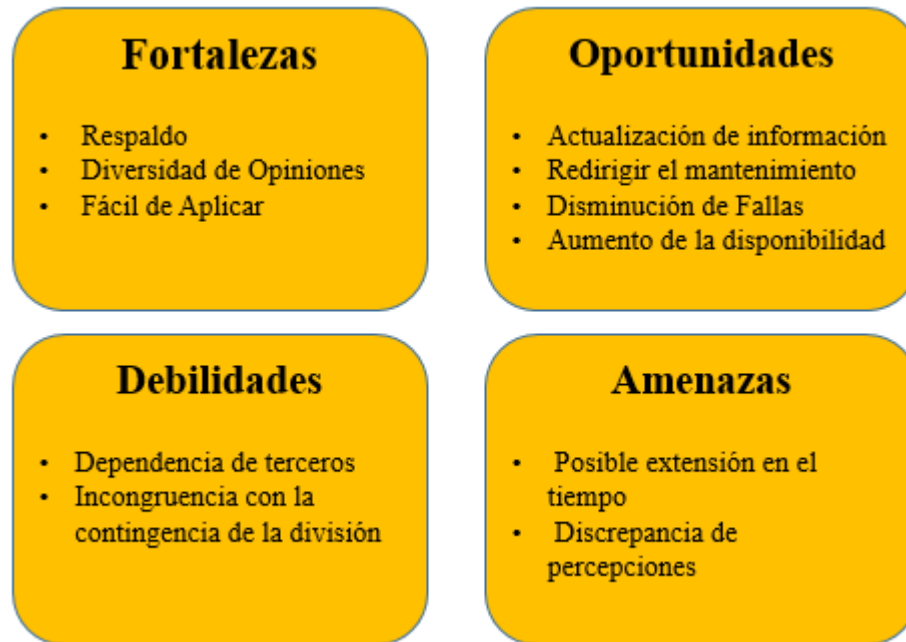 Fortalezas
• Respaldo
• Diversidad de Opiniones
• Fácil de Aplicar
Oportunidades
• Actualización de información
• Redirigir el mantenimiento
• Disminución de Fallas
• Aumento de la disponibilidad
Debilidades
• Dependencia de terceros
• Incongruencia con la
contingencia de la división
Amenazas
• Posible extensión en el
tiempo
• Discrepancia de
percepciones